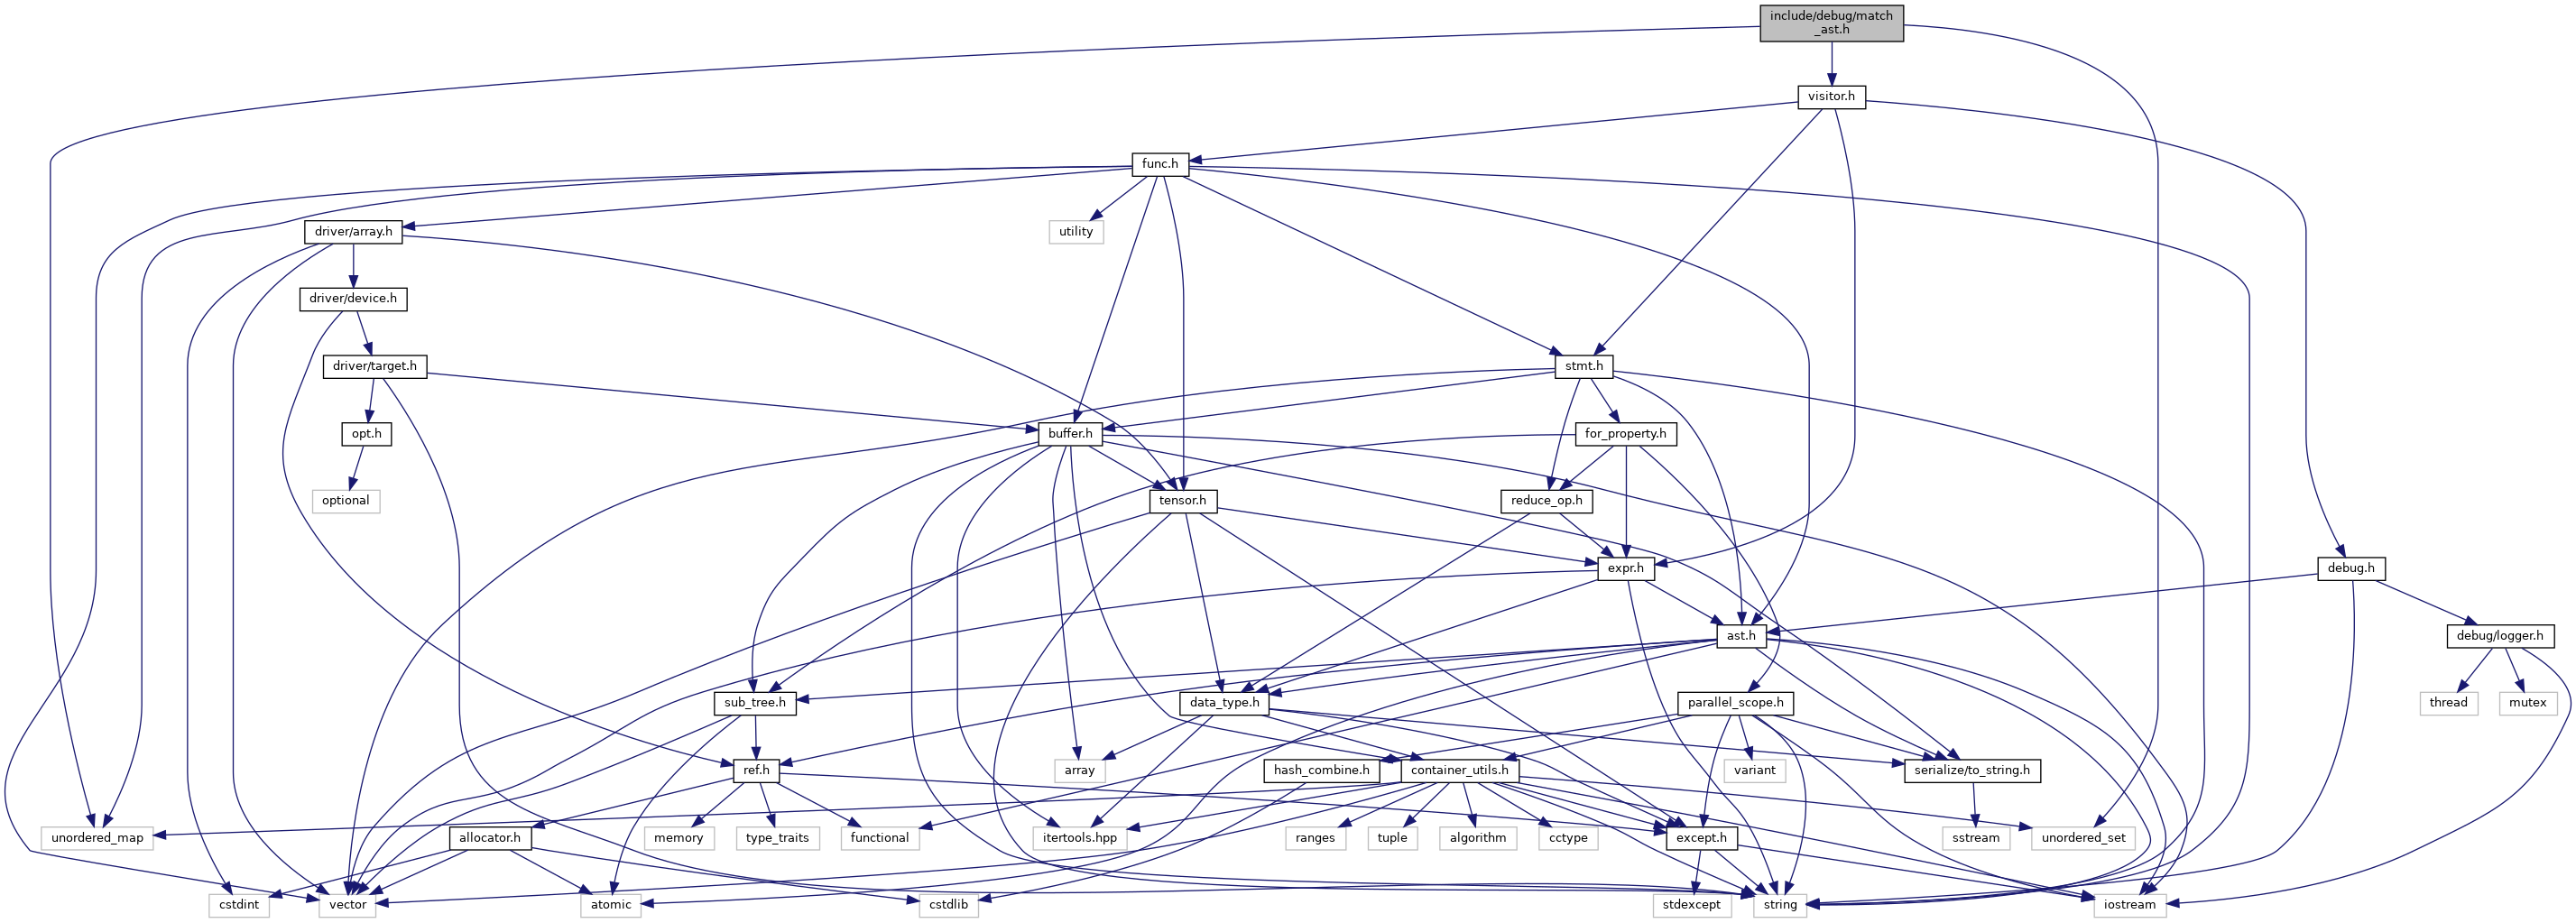 include/debug/match
_ast.h
visitor.h
func.h
utility
driver/array.h
driver/device.h
driver/target.h
stmt.h
opt.h
buffer.h
for_property.h
optional
tensor.h
reduce_op.h
expr.h
debug.h
ast.h
debug/logger.h
sub_tree.h
data_type.h
parallel_scope.h
thread
mutex
ref.h
array
hash_combine.h
container_utils.h
variant
serialize/to_string.h
unordered_map
allocator.h
memory
type_traits
functional
itertools.hpp
ranges
tuple
algorithm
cctype
except.h
sstream
unordered_set
cstdint
vector
atomic
cstdlib
stdexcept
string
iostream